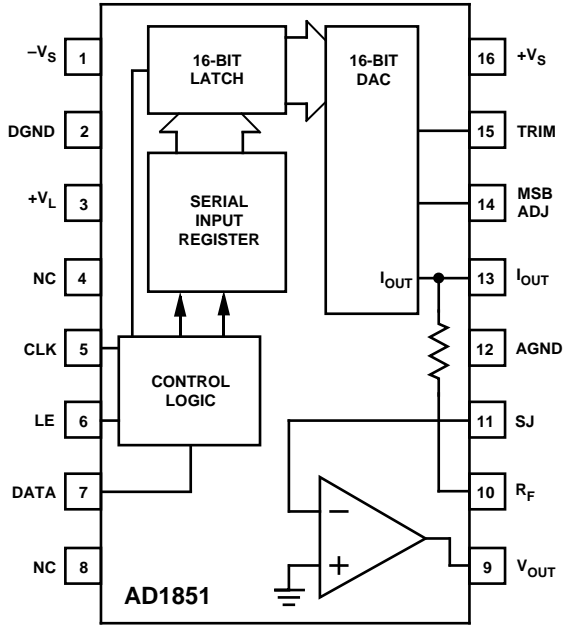 −VS 1
DGND 2
+VL 3
NC 4
CLK 5
LE 6
DATA 7
NC 8
16-BIT
LATCH
SERIAL
INPUT
REGISTER
CONTROL
LOGIC
16-BIT
DAC
IOUT
−
+
AD1851
16 +VS
15 TRIM
14 MSB
ADJ
13 IOUT
12 AGND
11 SJ
10 RF
9 VOUT